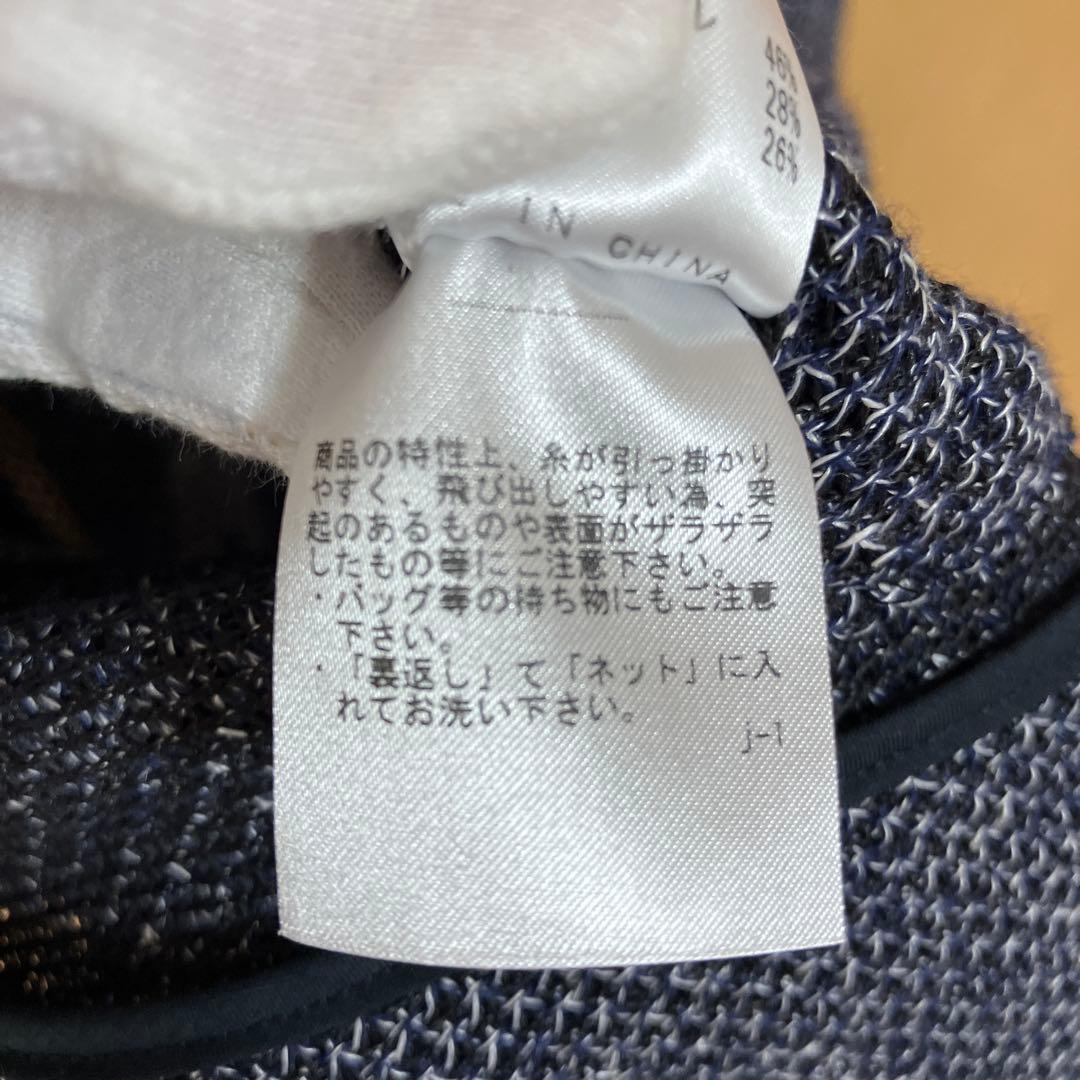 L
46%
28%
26%
IN CHINA
商品の特性上、糸が引っ掛かり
やすく、飛び出しやすい為、突
起のあるものや表面がザラザラ
したもの等にご注意下さい。
・バッグ等の持ち物にもご注意
下さい。
・「裏返し」て「ネット」に入
れてお洗い下さい。
J-1